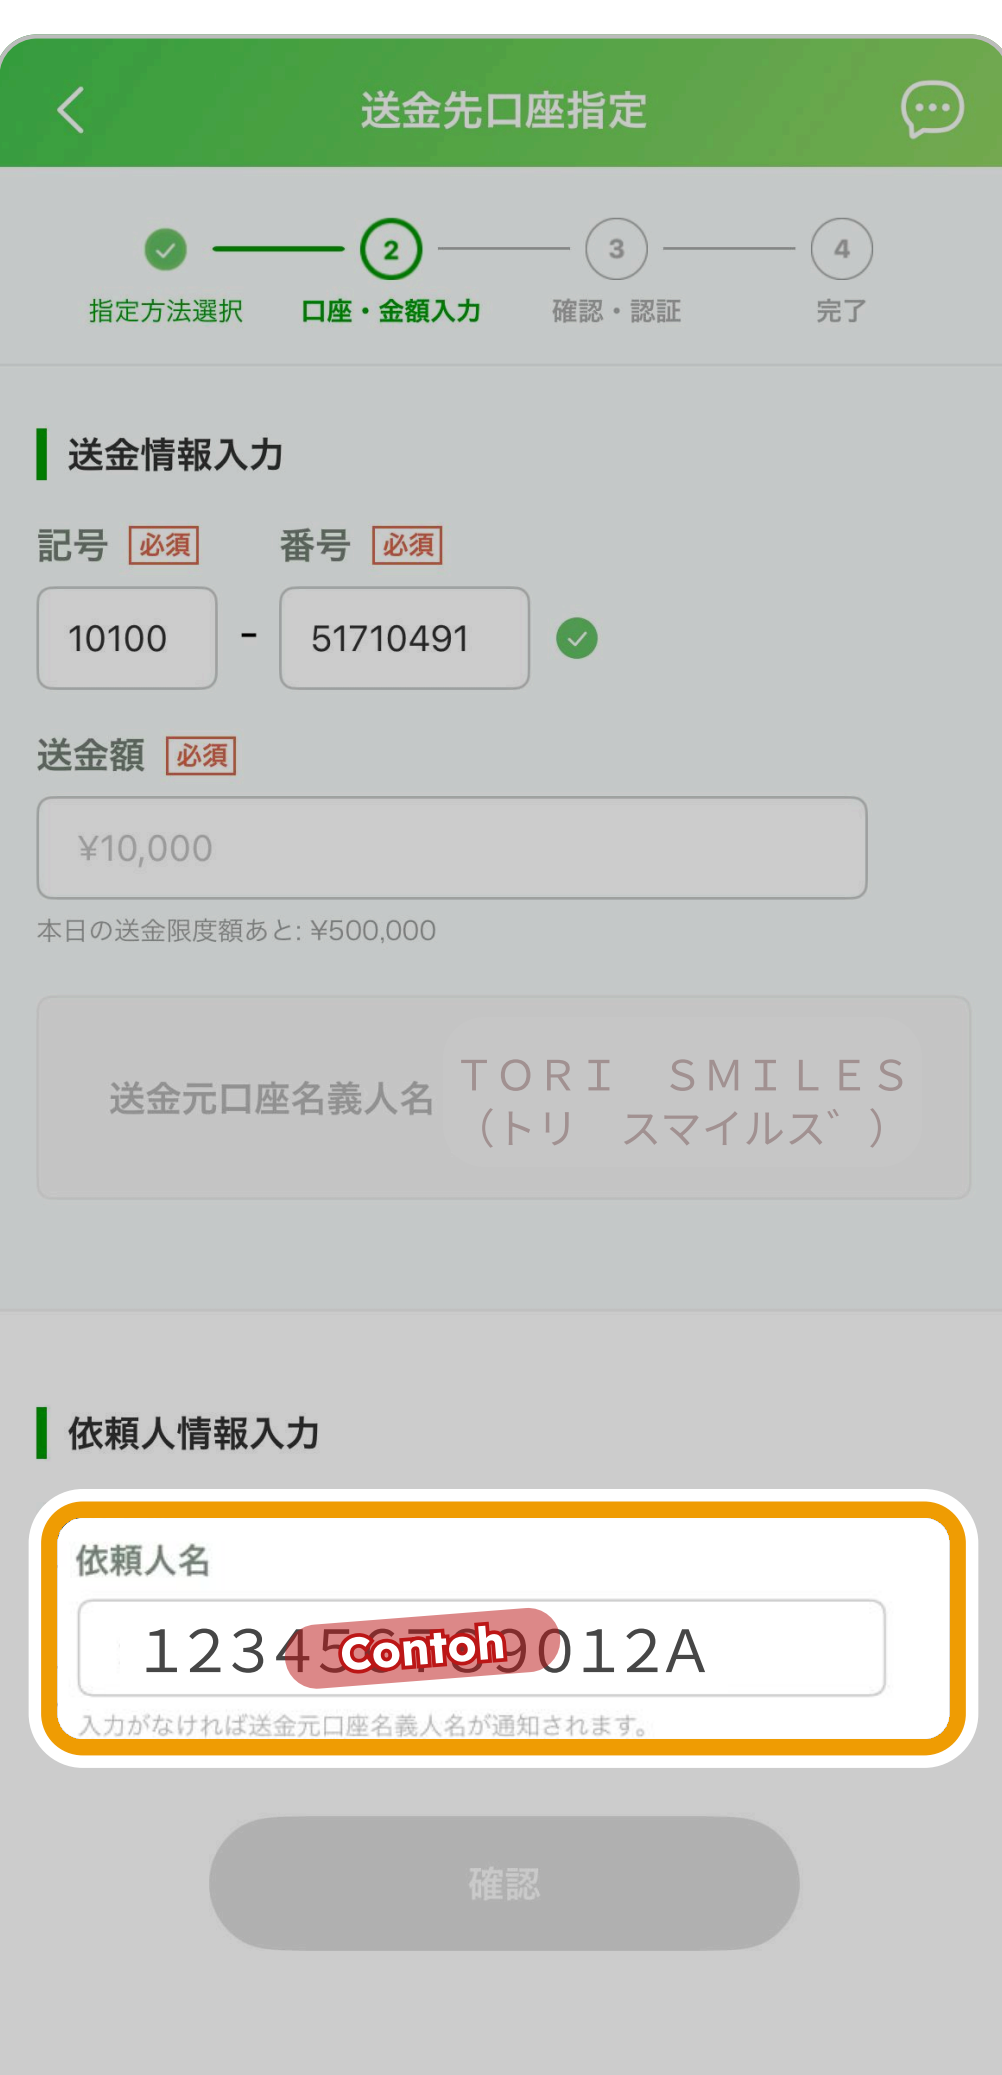 送金先口座指定
2
3
4
指定方法選択
口座・金額入力
確認・認証
完了
送金情報入力
記号 必須
番号 必須
10100 - 51710491
送金額 必須
¥10,000
本日の送金限度額あと: ¥500,000
送金元口座名義人名
ＴＯＲＩ　ＳＭＩＬＥＳ
（トリ　スマイルス゛）
依頼人情報入力
依頼人名
１２３４５６７８９０１２Ａ
Contoh
入力がなければ送金元口座名義人名が通知されます。
確認